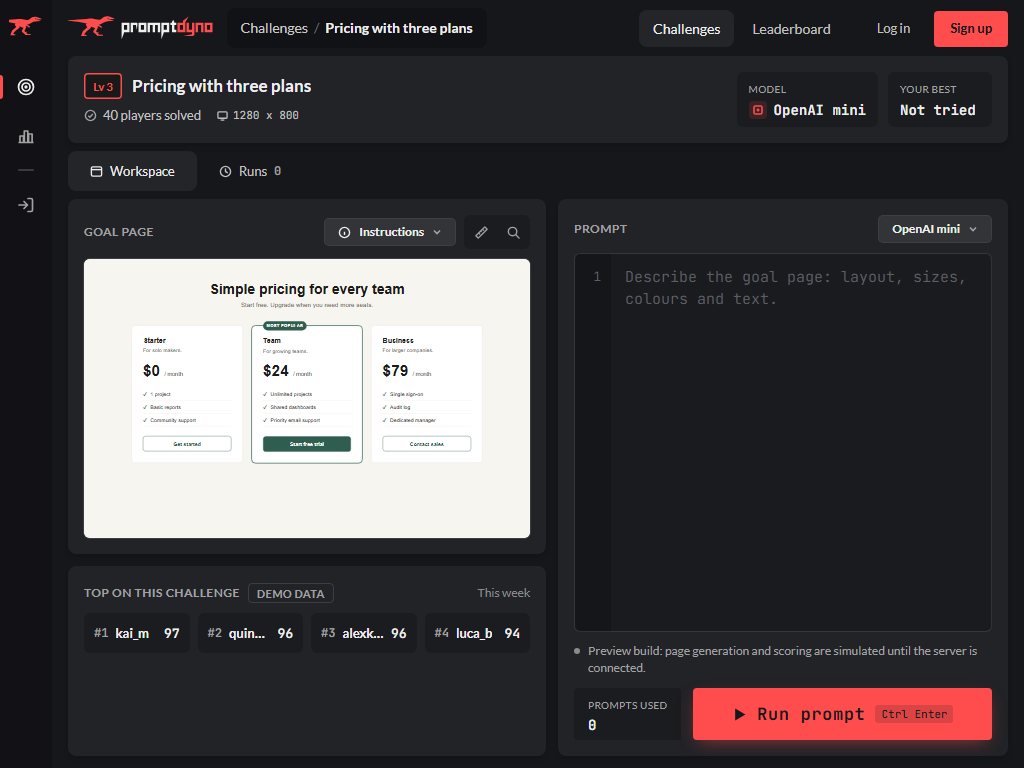 promptdyno
Challenges / Pricing with three plans
Challenges
Leaderboard
Log in
Sign up
Lv 3
Pricing with three plans
40 players solved
1280 x 800
MODEL
OpenAI mini
YOUR BEST
Not tried
Workspace
Runs 0
GOAL PAGE
Instructions
Simple pricing for every team
Start free. Upgrade when you need more seats.
Starter
For solo makers.
$0 / month
✓ 1 project
✓ Basic reports
✓ Community support
Get started
MOST POPULAR
Team
For growing teams.
$24 / month
✓ Unlimited projects
✓ Shared dashboards
✓ Priority email support
Start free trial
Business
For larger companies.
$79 / month
✓ Single sign-on
✓ Audit log
✓ Dedicated manager
Contact sales
TOP ON THIS CHALLENGE
DEMO DATA
This week
#1 kai_m 97
#2 quin... 96
#3 alexk... 96
#4 luca_b 94
PROMPT
OpenAI mini
1
Describe the goal page: layout, sizes,
colours and text.
Preview build: page generation and scoring are simulated until the server is
connected.
PROMPTS USED
0
Run prompt
Ctrl Enter